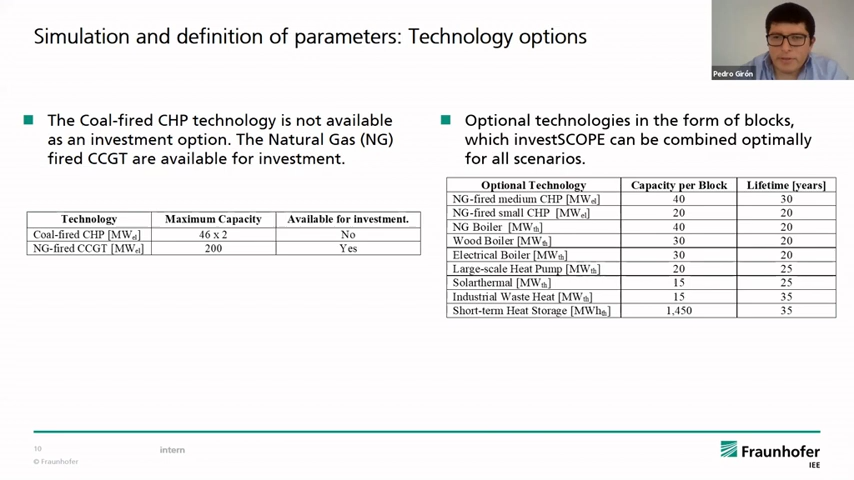 Simulation and definition of parameters: Technology options
Pedro Girón
The Coal-fired CHP technology is not available
as an investment option. The Natural Gas (NG)
fired CCGT are available for investment.
Technology Maximum Capacity Available for investment.
Coal-fired CHP [MWel] 46 x 2 No
NG-fired CCGT [MWel] 200 Yes
Optional technologies in the form of blocks,
which investSCOPE can be combined optimally
for all scenarios.
Optional Technology Capacity per Block Lifetime [years]
NG-fired medium CHP [MWel] 40 30
NG-fired small CHP [MWel] 20 20
NG Boiler [MWth] 40 20
Wood Boiler [MWth] 30 20
Electrical Boiler [MWth] 30 20
Large-scale Heat Pump [MWth] 20 25
Solarthermal [MWth] 15 25
Industrial Waste Heat [MWth] 15 35
Short-term Heat Storage [MWhth] 1,450 35
10
intern
© Fraunhofer
Fraunhofer
IEE